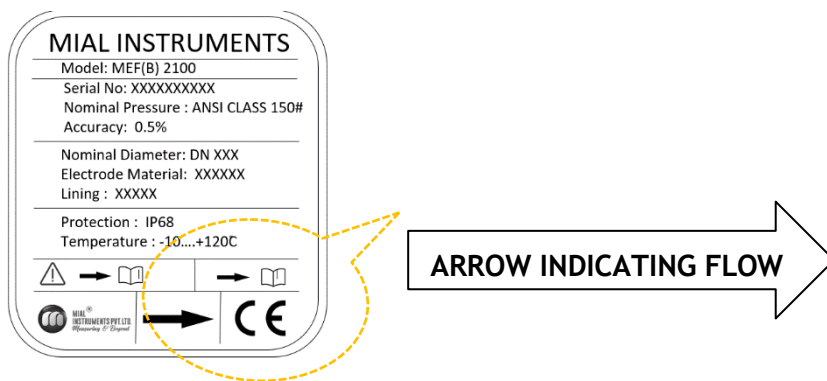 MIAL INSTRUMENTS
Model: MEF(B) 2100
Serial No: XXXXXXXXXX
Nominal Pressure : ANSI CLASS 150#
Accuracy: 0.5%
Nominal Diameter: DN XXX
Electrode Material: XXXXXX
Lining : XXXXX
Protection : IP68
Temperature : -10....+120C
MIAL®
INSTRUMENTS PVT. LTD.
Measuring & Beyond
CE
ARROW INDICATING FLOW